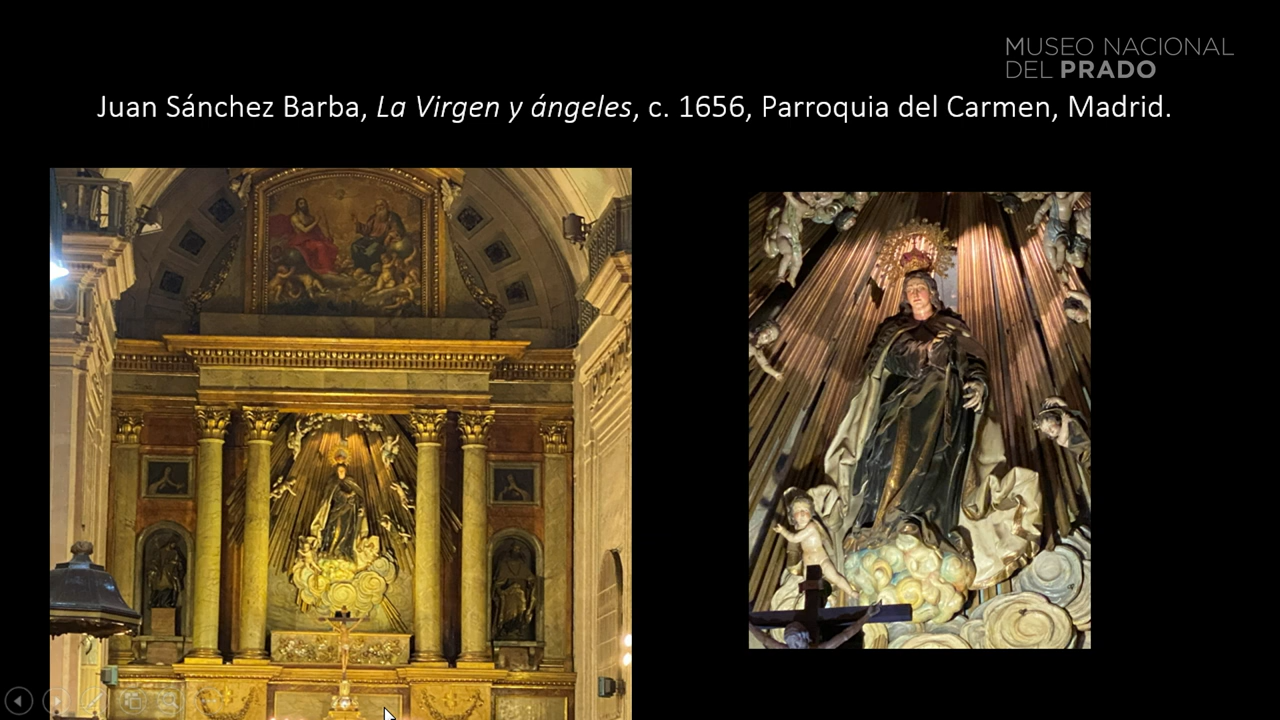 MUSEO NACIONAL
DEL PRADO
Juan Sánchez Barba, La Virgen y ángeles, c. 1656, Parroquia del Carmen, Madrid.